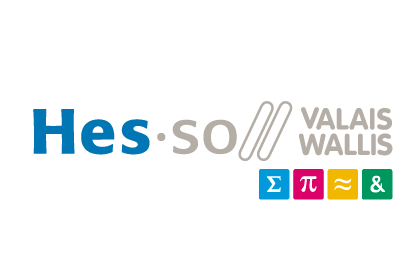 Hes·so VALAIS
WALLIS
Σ π ≈ &